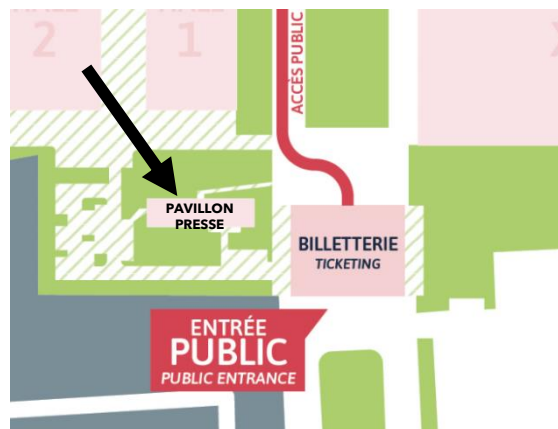 2
1
ACCÈS PUBLIC
PAVILLON
PRESSE
BILLETTERIE
TICKETING
ENTRÉE
PUBLIC
PUBLIC ENTRANCE